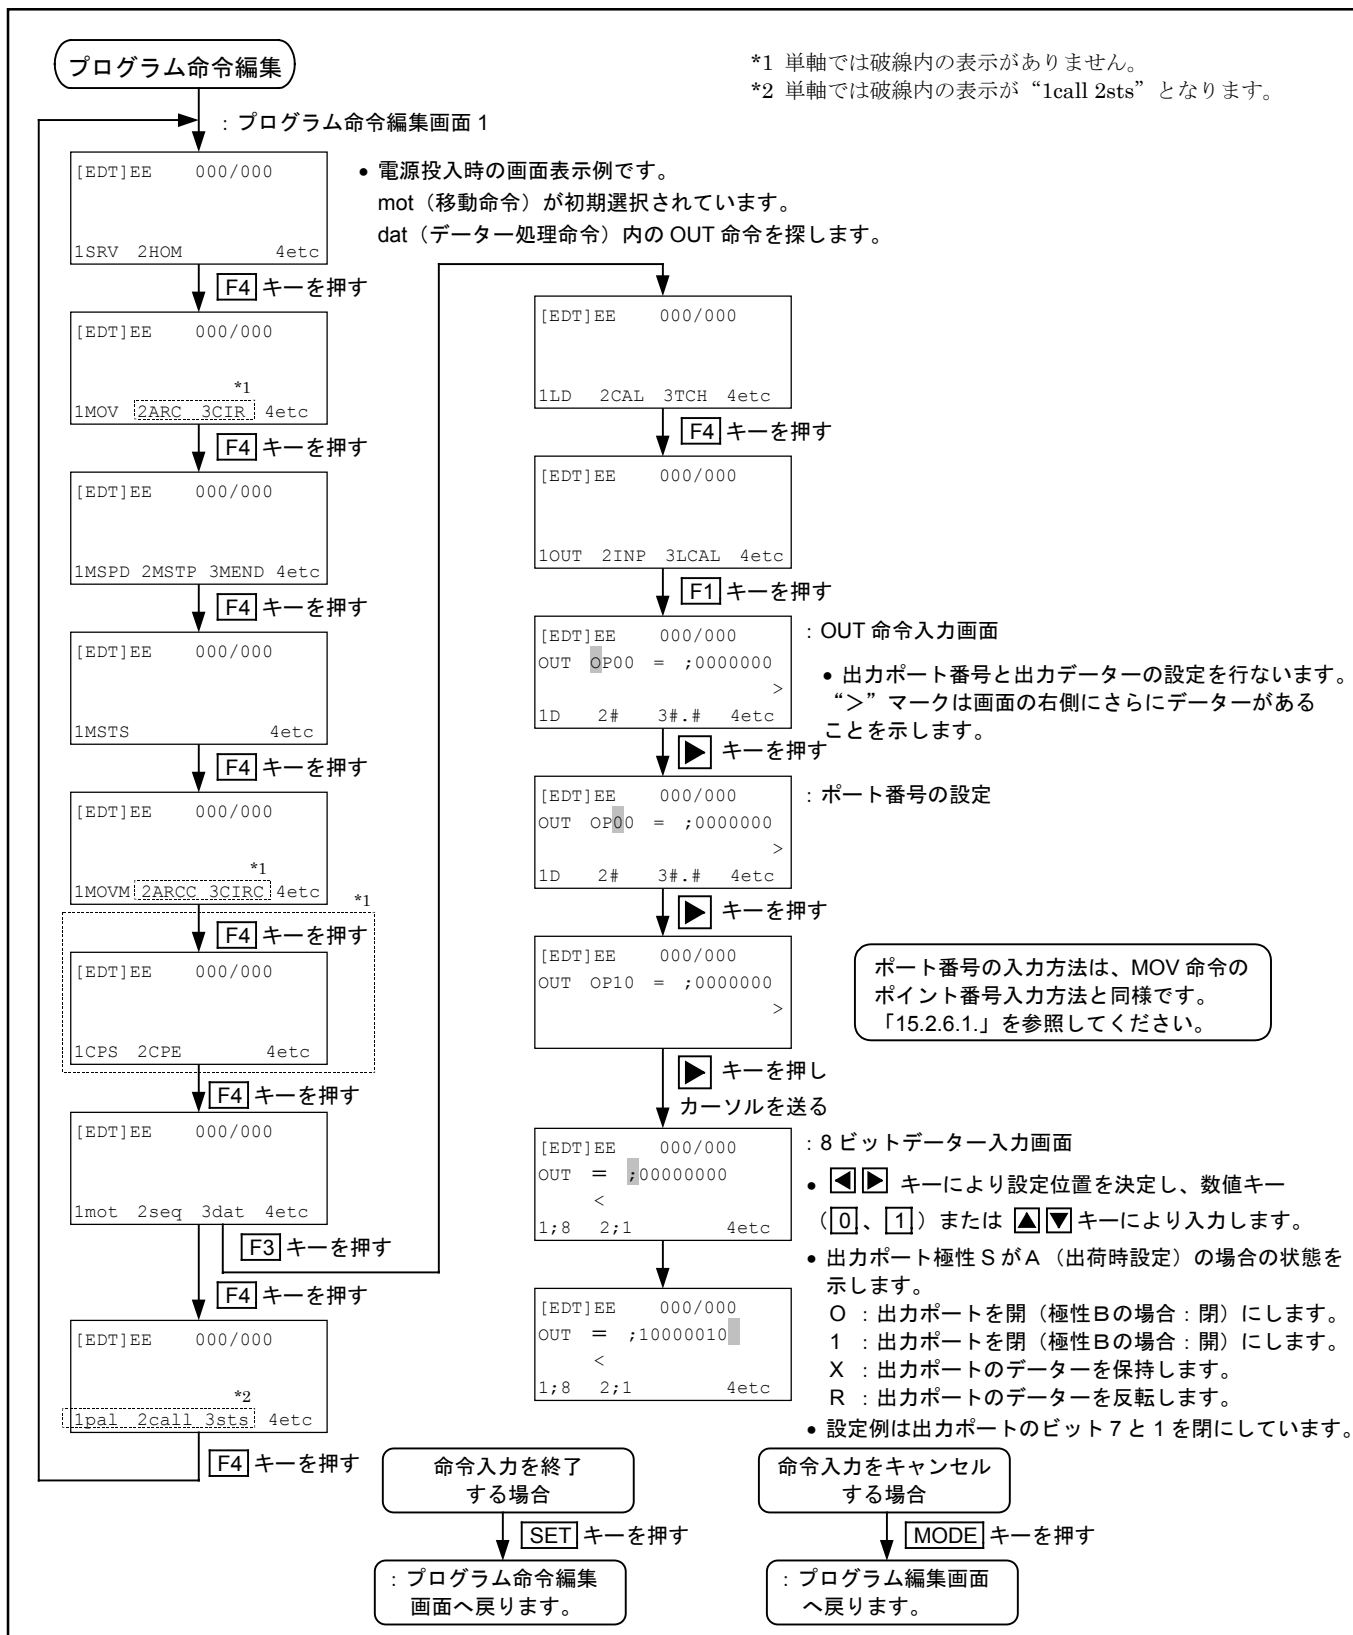 プログラム命令編集
*1 単軸では破線内の表示がありません。
*2 単軸では破線内の表示が“1call 2sts”となります。
：プログラム命令編集画面 1
[EDT]EE 000/000
1SRV 2HOM 4etc
• 電源投入時の画面表示例です。
mot（移動命令）が初期選択されています。
dat（データー処理命令）内の OUT 命令を探します。
F4 キーを押す
[EDT]EE 000/000
*1
1MOV 2ARC 3CIR 4etc
F4 キーを押す
[EDT]EE 000/000
1MSPD 2MSTP 3MEND 4etc
F4 キーを押す
[EDT]EE 000/000
1MSTS 4etc
F4 キーを押す
[EDT]EE 000/000
*1
1MOVM 2ARCC 3CIRC 4etc
*1
F4 キーを押す
[EDT]EE 000/000
1CPS 2CPE 4etc
F4 キーを押す
[EDT]EE 000/000
1mot 2seq 3dat 4etc
F3 キーを押す
F4 キーを押す
[EDT]EE 000/000
*2
1pal 2call 3sts 4etc
F4 キーを押す
[EDT]EE 000/000
1LD 2CAL 3TCH 4etc
F4 キーを押す
[EDT]EE 000/000
1OUT 2INP 3LCAL 4etc
F1 キーを押す
[EDT]EE 000/000
OUT OP00 = ;0000000
>
1D 2# 3#.# 4etc
：OUT 命令入力画面
• 出力ポート番号と出力データーの設定を行ないます。
“＞”マークは画面の右側にさらにデーターがある
ことを示します。
▶ キーを押す
[EDT]EE 000/000
OUT OP00 = ;0000000
>
1D 2# 3#.# 4etc
：ポート番号の設定
▶ キーを押す
[EDT]EE 000/000
OUT OP10 = ;0000000
>
ポート番号の入力方法は、MOV 命令の
ポイント番号入力方法と同様です。
「15.2.6.1.」を参照してください。
▶ キーを押し
カーソルを送る
[EDT]EE 000/000
OUT ＝ ;00000000
<
1;8 2;1 4etc
：8 ビットデーター入力画面
• ◀▶ キーにより設定位置を決定し、数値キー
（0、1）または ▲▼ キーにより入力します。
• 出力ポート極性 S が A （出荷時設定）の場合の状態を
示します。
O ：出力ポートを開（極性Bの場合：閉）にします。
1 ：出力ポートを閉（極性Bの場合：開）にします。
X ：出力ポートのデーターを保持します。
R ：出力ポートのデーターを反転します。
• 設定例は出力ポートのビット 7 と 1 を閉にしています。
[EDT]EE 000/000
OUT ＝ ;10000010
<
1;8 2;1 4etc
命令入力を終了
する場合
SET キーを押す
：プログラム命令編集
画面へ戻ります。
命令入力をキャンセル
する場合
MODE キーを押す
：プログラム編集画面
へ戻ります。